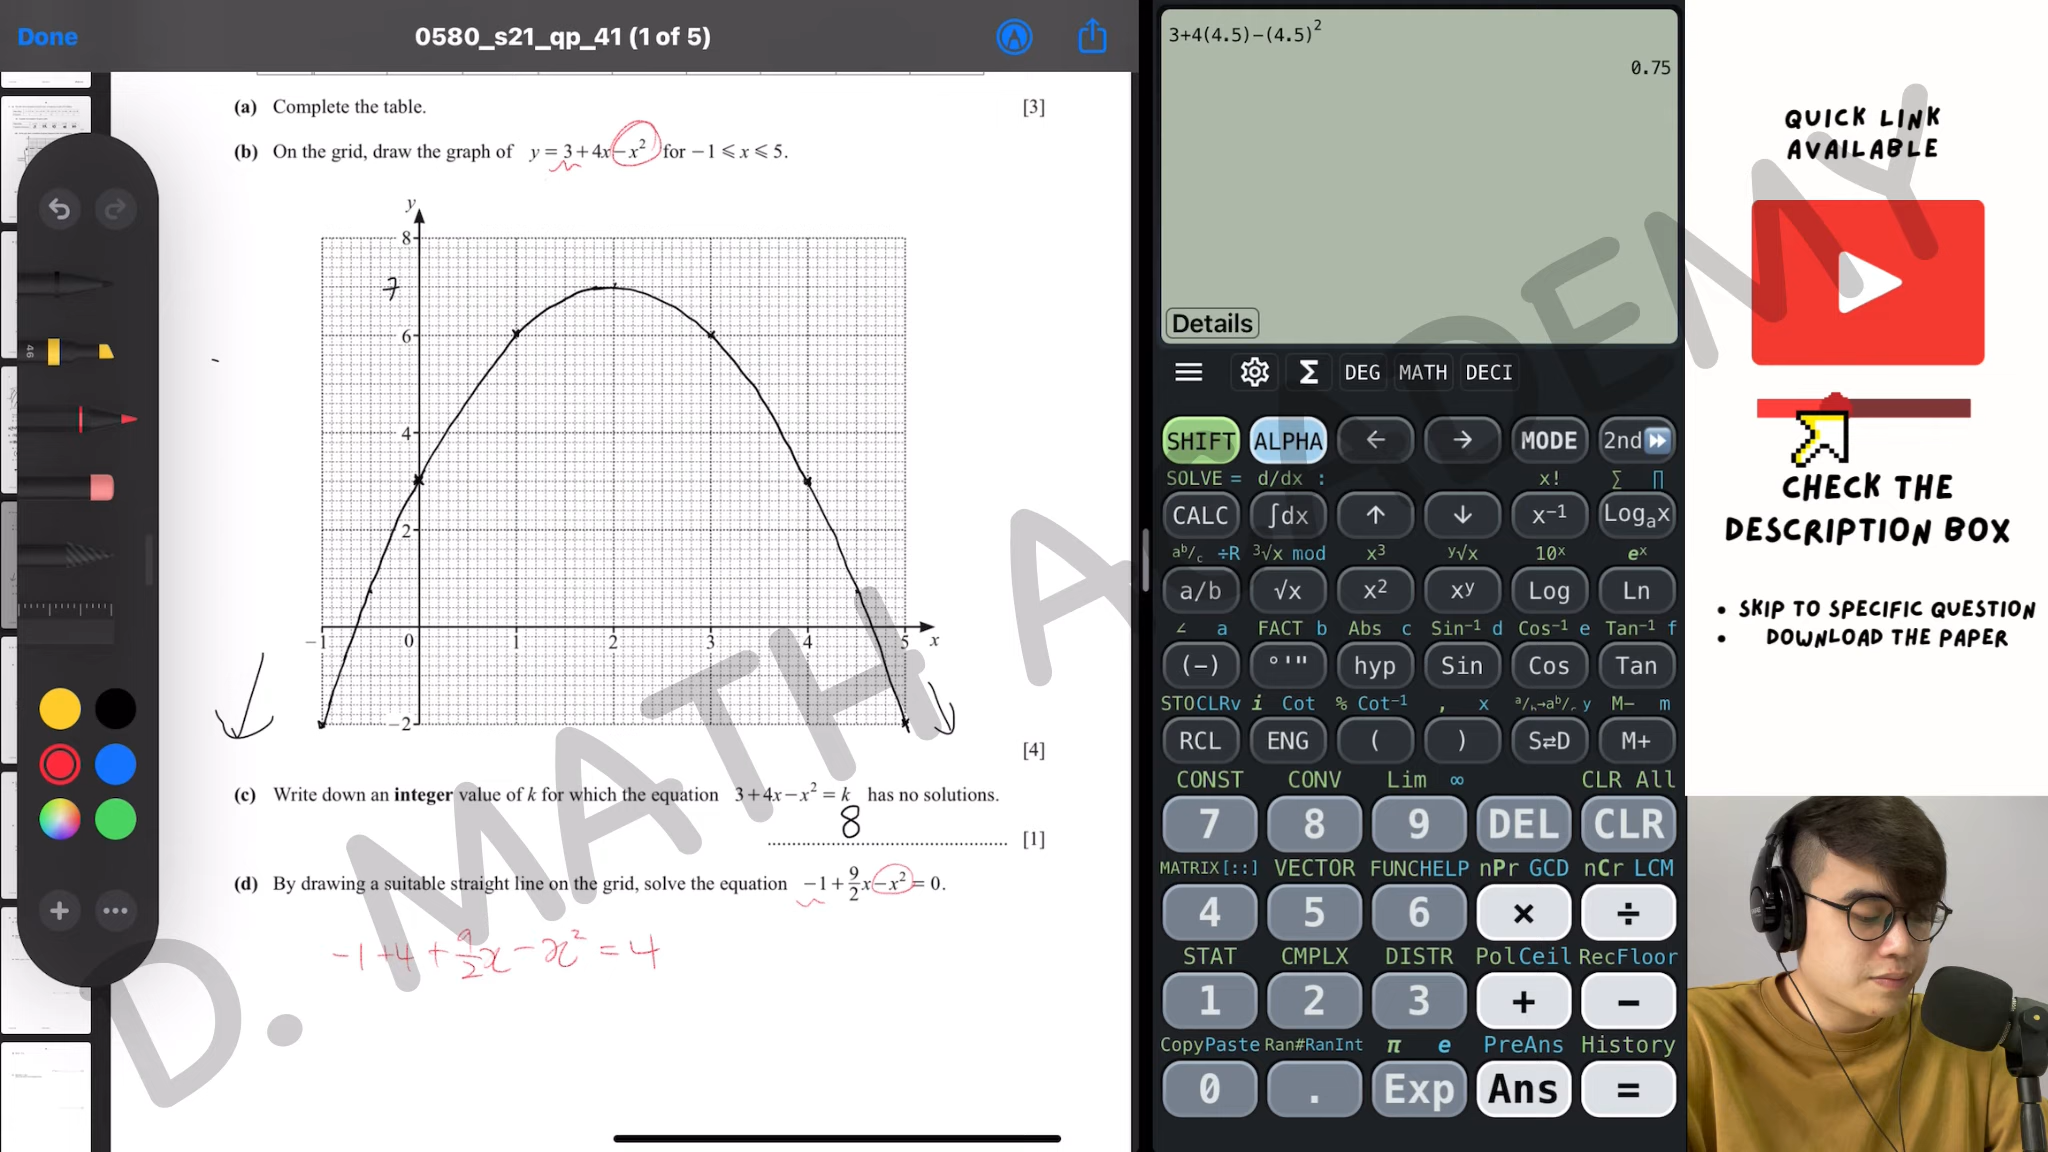 Done
0580_s21_qp_41 (1 of 5)
(a) Complete the table. [3]
(b) On the grid, draw the graph of y = 3 + 4x − x² for −1 ⩽ x ⩽ 5.
y
8
7
6
4
2
−1 0 1 2 3 4 5 x
−2
[4]
(c) Write down an integer value of k for which the equation 3 + 4x − x² = k has no solutions.
8
[1]
(d) By drawing a suitable straight line on the grid, solve the equation −1 + 9/2 x − x² = 0.
−1 + 4 + 9/2 x − x² = 4
46
D. MATH ACADEMY
3+4(4.5)−(4.5)²
0.75
Details
DEG MATH DECI
SHIFT ALPHA ← → MODE 2nd
SOLVE = d/dx : x! ∑ ∏
CALC ∫dx ↑ ↓ x⁻¹ Logₐx
aᵇ/c ÷R ³√x mod x³ ʸ√x 10ˣ eˣ
a/b √x x² xʸ Log Ln
∠ a FACT b Abs c Sin⁻¹ d Cos⁻¹ e Tan⁻¹ f
(−) °'" hyp Sin Cos Tan
STO CLRv i Cot % Cot⁻¹ , x y M− m
RCL ENG ( ) S⇄D M+
CONST CONV Lim ∞ CLR All
7 8 9 DEL CLR
MATRIX[::] VECTOR FUNC HELP nPr GCD nCr LCM
4 5 6 × ÷
STAT CMPLX DISTR Pol Ceil Rec Floor
1 2 3 + −
Copy Paste Ran# RanInt π e PreAns History
0 . Exp Ans =
QUICK LINK
AVAILABLE
CHECK THE
DESCRIPTION BOX
• SKIP TO SPECIFIC QUESTION
• DOWNLOAD THE PAPER